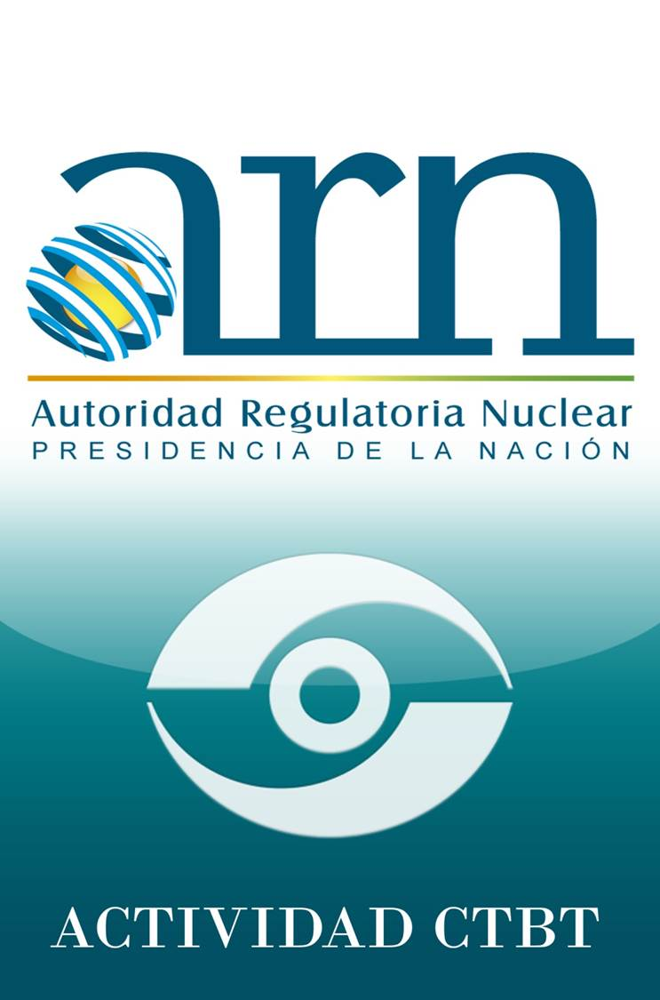 arn
Autoridad Regulatoria Nuclear
PRESIDENCIA DE LA NACIÓN
ACTIVIDAD CTBT